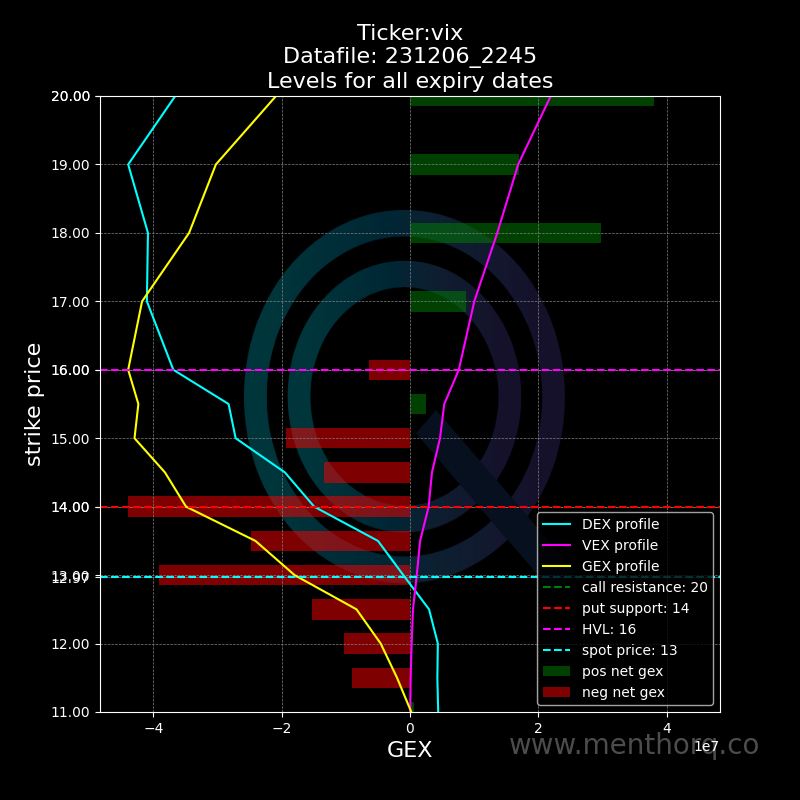 Ticker:vix
Datafile: 231206_2245
Levels for all expiry dates
strike price
20.00
19.00
18.00
17.00
16.00
15.00
14.00
13.00
12.97
12.00
11.00
DEX profile
VEX profile
GEX profile
call resistance: 20
put support: 14
HVL: 16
spot price: 13
pos net gex
neg net gex
−4
−2
0
2
4
1e7
GEX
www.menthorq.co